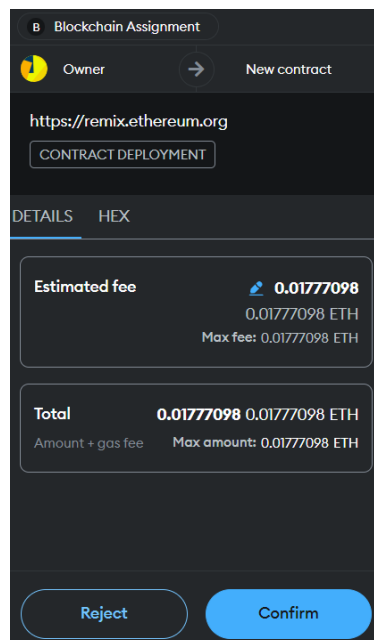 B Blockchain Assignment
Owner New contract
https://remix.ethereum.org
CONTRACT DEPLOYMENT
DETAILS HEX
Estimated fee 0.01777098
0.01777098 ETH
Max fee: 0.01777098 ETH
Total 0.01777098 0.01777098 ETH
Amount + gas fee Max amount: 0.01777098 ETH
Reject Confirm